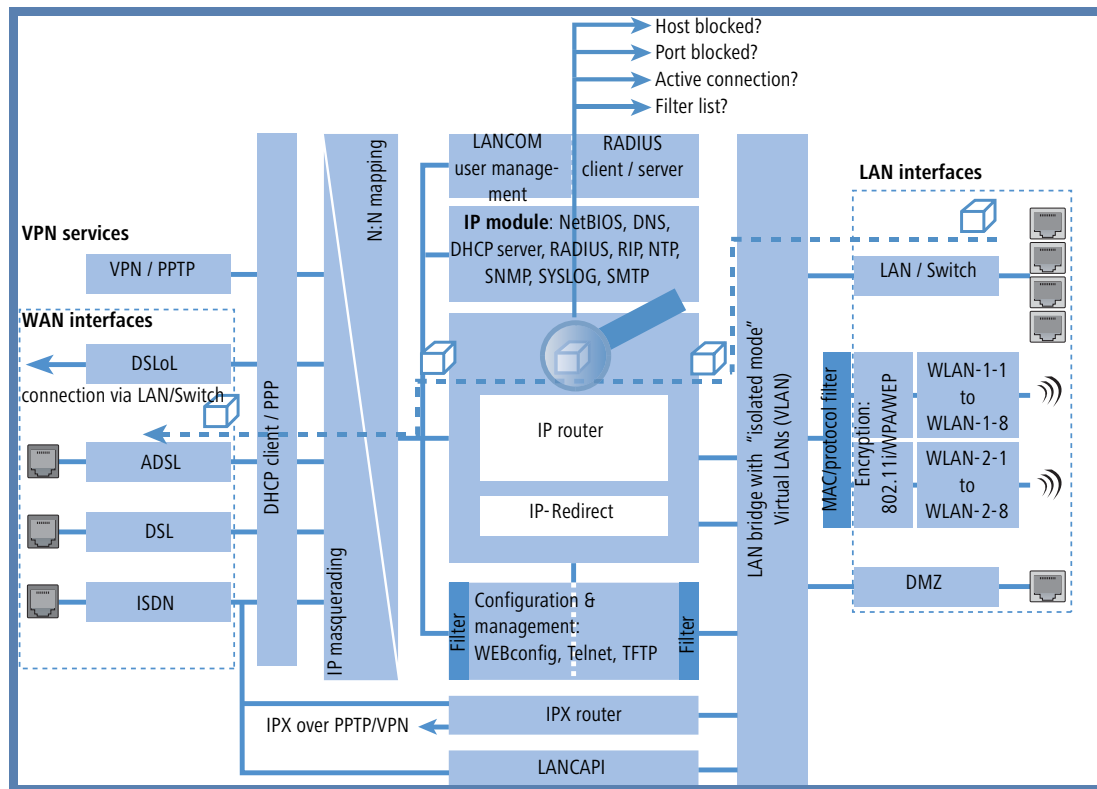 Host blocked?
Port blocked?
Active connection?
Filter list?
LANCOM
user manage-
ment
RADIUS
client / server
LAN interfaces
N:N mapping
IP module: NetBIOS, DNS,
DHCP server, RADIUS, RIP, NTP,
SNMP, SYSLOG, SMTP
VPN services
VPN / PPTP
LAN / Switch
WAN interfaces
DSLoL
connection via LAN/Switch
ADSL
DSL
ISDN
DHCP client / PPP
IP masquerading
IP router
IP-Redirect
LAN bridge with "isolated mode"
Virtual LANs (VLAN)
MAC/protocol filter
Encryption:
802.11i/WPA/WEP
WLAN-1-1
to
WLAN-1-8
WLAN-2-1
to
WLAN-2-8
DMZ
Filter
Configuration &
management:
WEBconfig, Telnet, TFTP
Filter
IPX over PPTP/VPN
IPX router
LANCAPI